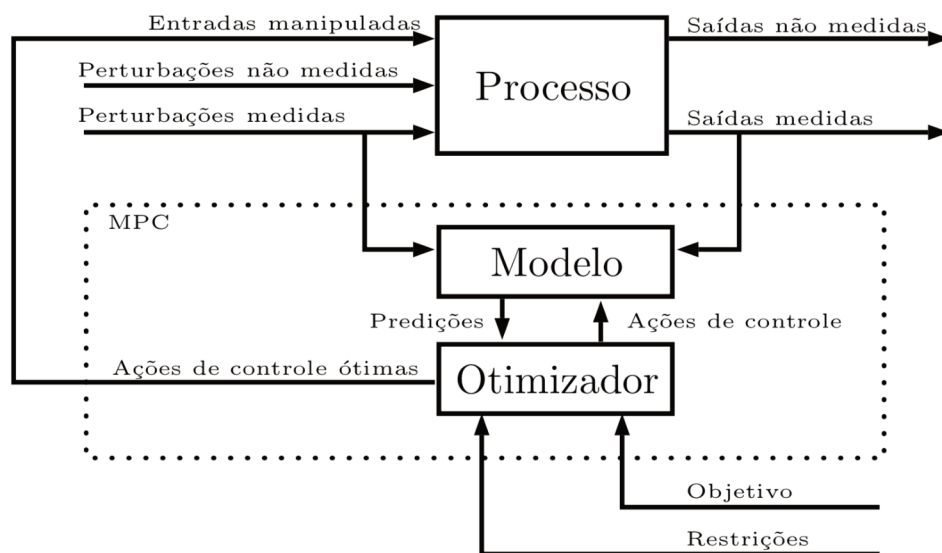 Entradas manipuladas
Saídas não medidas
Perturbações não medidas
Processo
Perturbações medidas
Saídas medidas
MPC
Modelo
Predições
Ações de controle
Ações de controle ótimas
Otimizador
Objetivo
Restrições